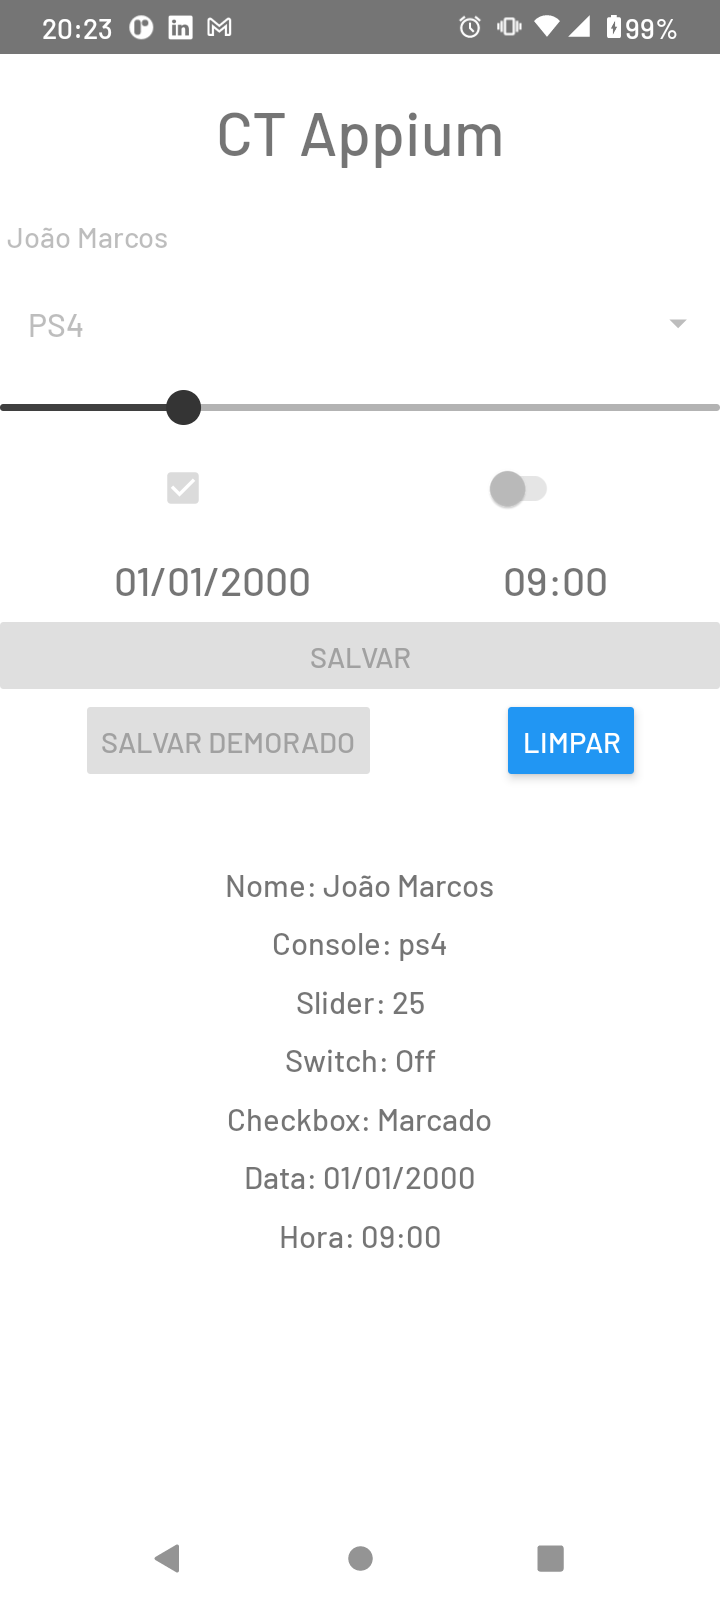 20:23 99%
CT Appium
João Marcos
PS4
01/01/2000 09:00
SALVAR
SALVAR DEMORADO LIMPAR
Nome: João Marcos
Console: ps4
Slider: 25
Switch: Off
Checkbox: Marcado
Data: 01/01/2000
Hora: 09:00